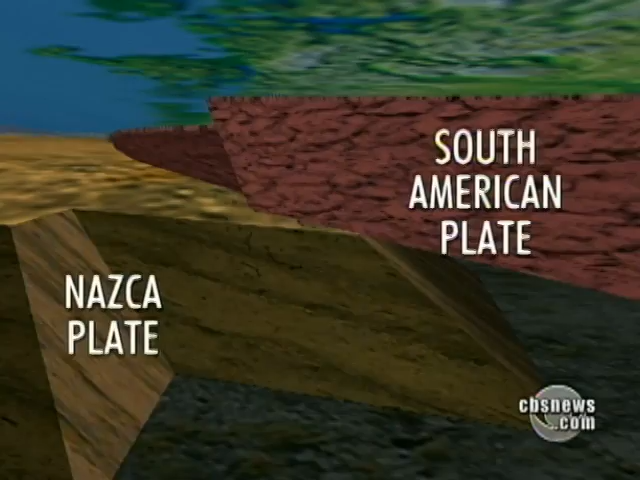 SOUTH
AMERICAN
PLATE
NAZCA
PLATE
cbsnews
.com